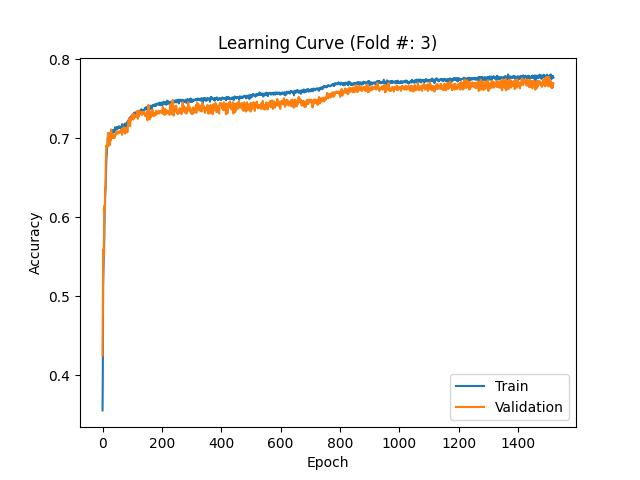 Learning Curve (Fold #: 3)
0.8
0.7
0.6
0.5
0.4
Accuracy
0 200 400 600 800 1000 1200 1400
Epoch
Train
Validation